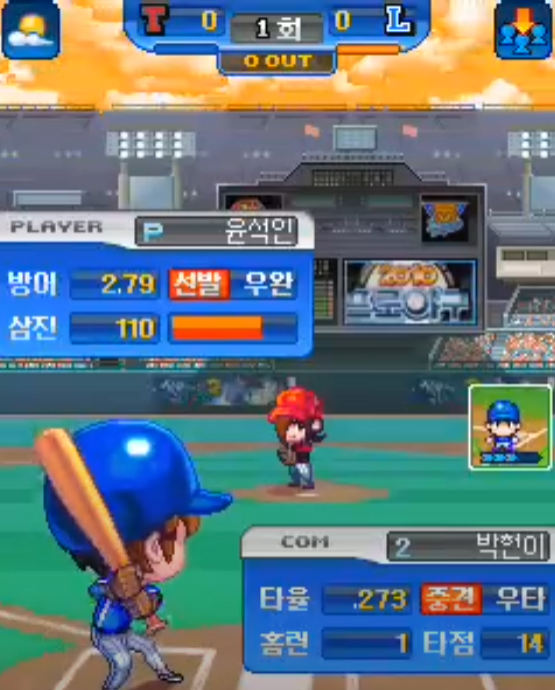 T 0 1회 0 L
0 OUT
PLAYER P 윤석인
방어 2.79 선발 우완
삼진 110
2010
프로야구
COM 2 박헌이
타율 .273 중견 우타
홈런 1 타점 14